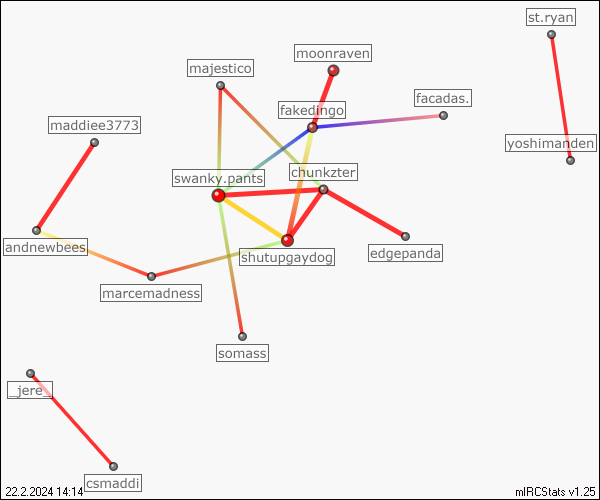 st.ryan
moonraven
majestico
facadas.
fakedingo
maddiee3773
yoshimanden
chunkzter
swanky.pants
andnewbees
edgepanda
shutupgaydog
marcemadness
somass
_jere_
csmaddi
22.2.2024 14:14
mIRCStats v1.25